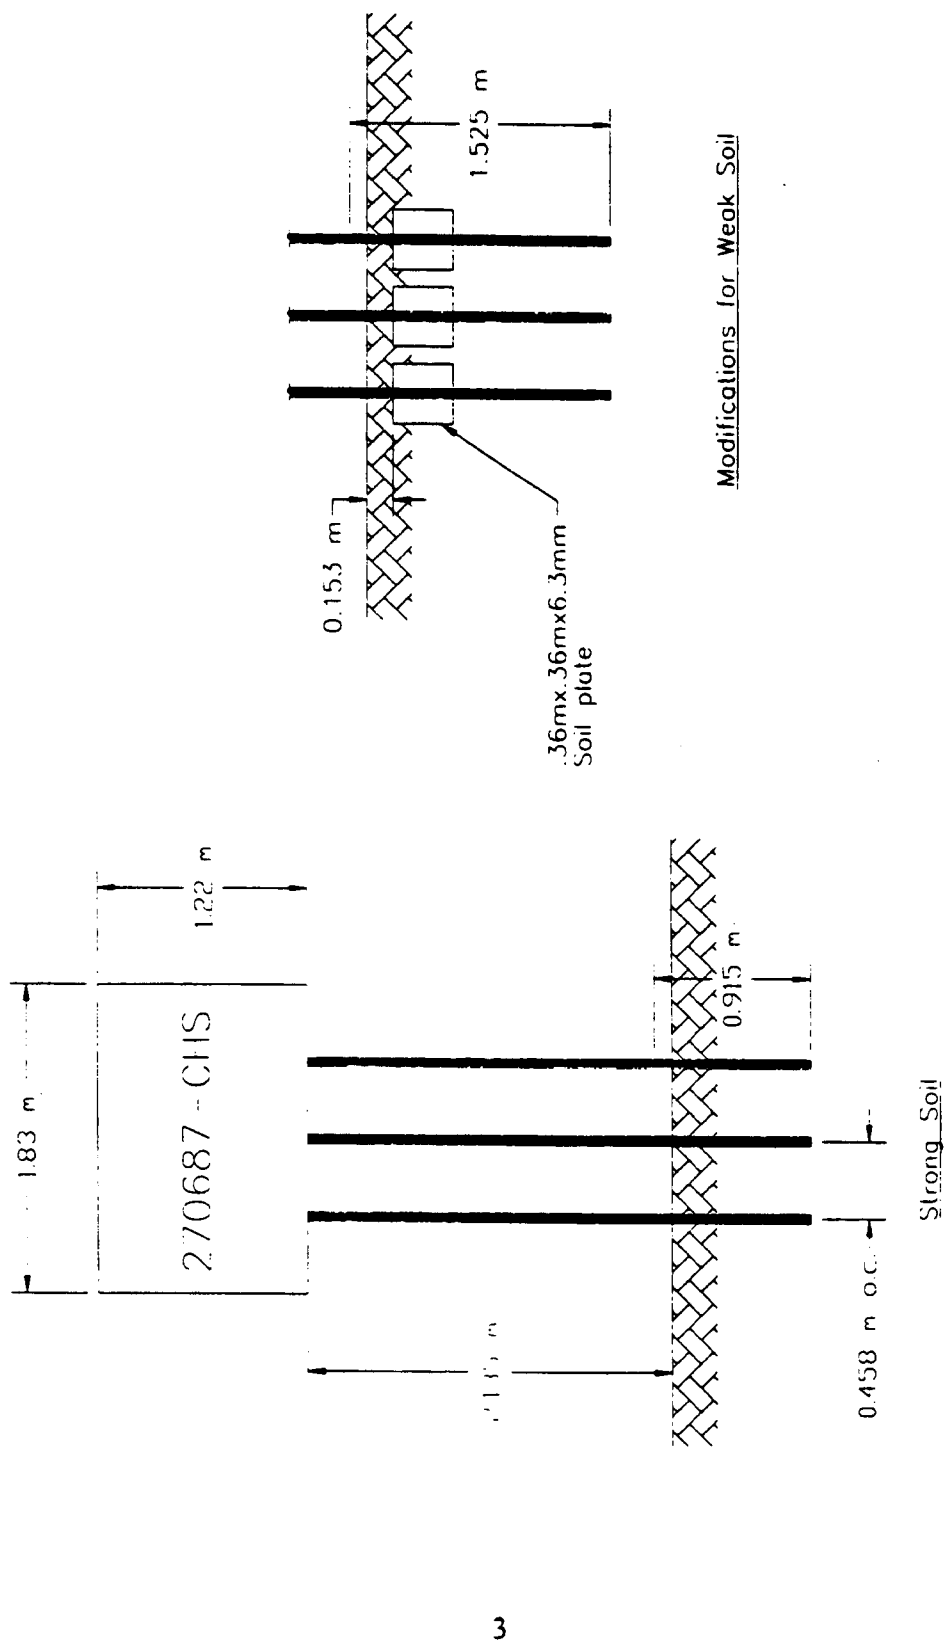 1.83 m
1.22 m
270687 - CHS
m
0.915 m
0.458 m o.c.
Strong Soil
0.153 m
1.525 m
.36mx.36mx6.3mm
Soil plate
Modifications for Weak Soil
3